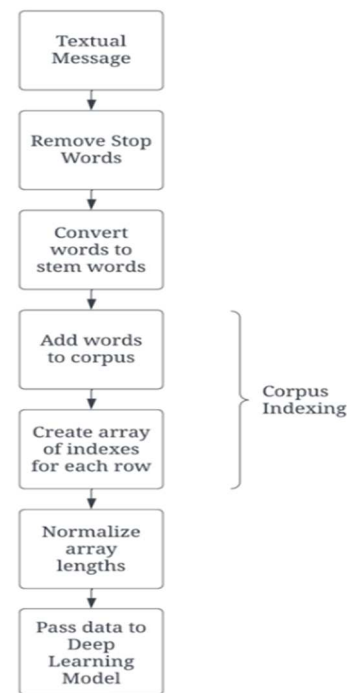 Textual
Message
Remove Stop
Words
Convert
words to
stem words
Add words
to corpus
Create array
of indexes
for each row
Corpus
Indexing
Normalize
array
lengths
Pass data to
Deep
Learning
Model